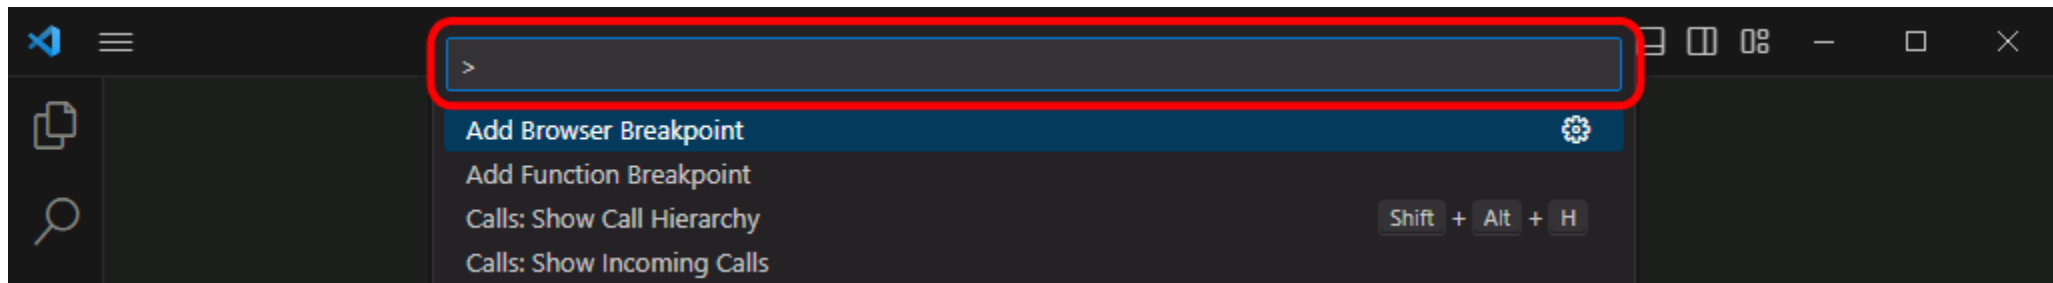 >
Add Browser Breakpoint
Add Function Breakpoint
Calls: Show Call Hierarchy Shift + Alt + H
Calls: Show Incoming Calls